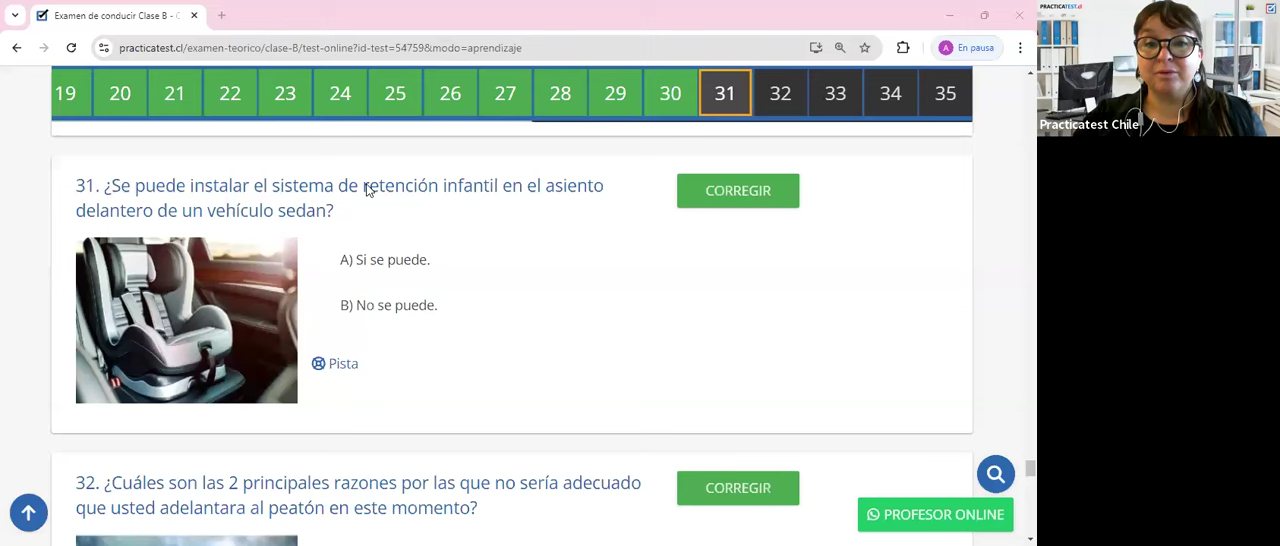 Examen de conducir Clase B - C
practicatest.cl/examen-teorico/clase-B/test-online?id-test=54759&modo=aprendizaje
A
En pausa
PRACTICATEST.cl
Practicatest Chile
19 20 21 22 23 24 25 26 27 28 29 30 31 32 33 34 35
31. ¿Se puede instalar el sistema de retención infantil en el asiento
delantero de un vehículo sedan?
CORREGIR
A) Si se puede.
B) No se puede.
Pista
32. ¿Cuáles son las 2 principales razones por las que no sería adecuado
que usted adelantara al peatón en este momento?
CORREGIR
PROFESOR ONLINE